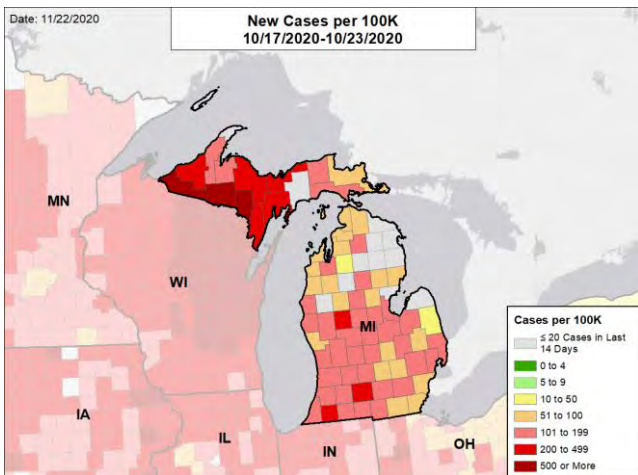 Date: 11/22/2020
New Cases per 100K
10/17/2020-10/23/2020
MN
WI
MI
IA
IL
IN
OH
Cases per 100K
≤ 20 Cases in Last
14 Days
0 to 4
5 to 9
10 to 50
51 to 100
101 to 199
200 to 499
500 or More